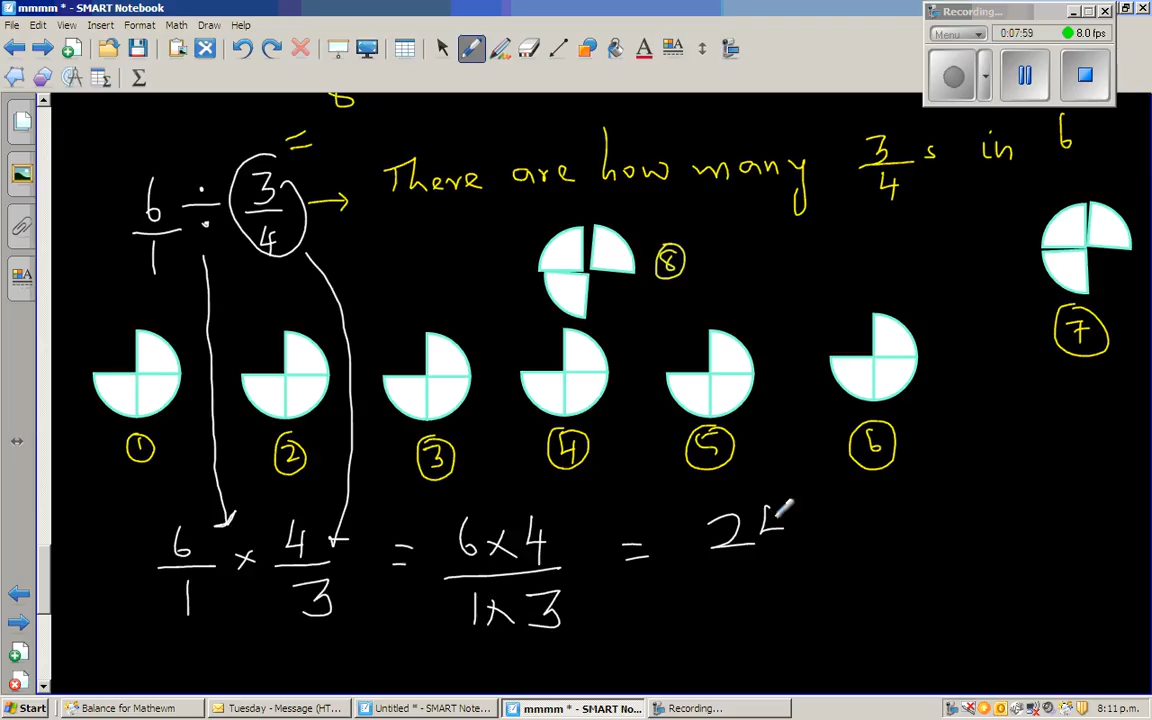 mmmm * - SMART Notebook
Recording...
File Edit View Insert Format Math Draw Help
Menu 0:07:59 8.0 fps
8
=
6/1 ÷ 3/4 → There are how many 3/4 s in 6
8
7
1 2 3 4 5 6
6/1 × 4/3 = 6×4/1×3 = 24
Start Balance for Mathewm Tuesday - Message (HT... Untitled * - SMART Note... mmmm * - SMART No... Recording... 8:11 p.m.